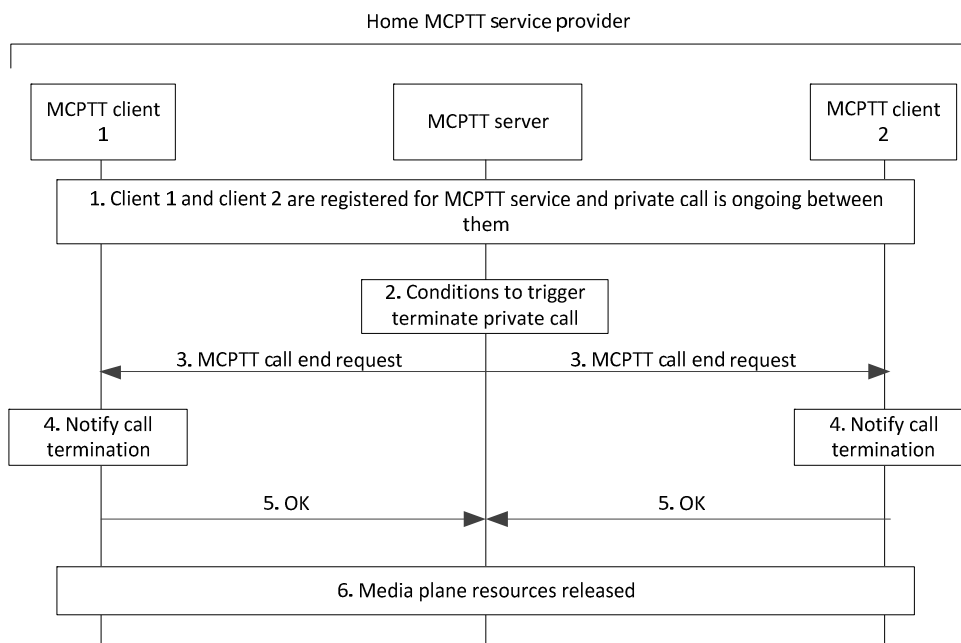 Home MCPTT service provider
MCPTT client
1
MCPTT server
MCPTT client
2
1. Client 1 and client 2 are registered for MCPTT service and private call is ongoing between
them
2. Conditions to trigger
terminate private call
3. MCPTT call end request
3. MCPTT call end request
4. Notify call
termination
4. Notify call
termination
5. OK
5. OK
6. Media plane resources released